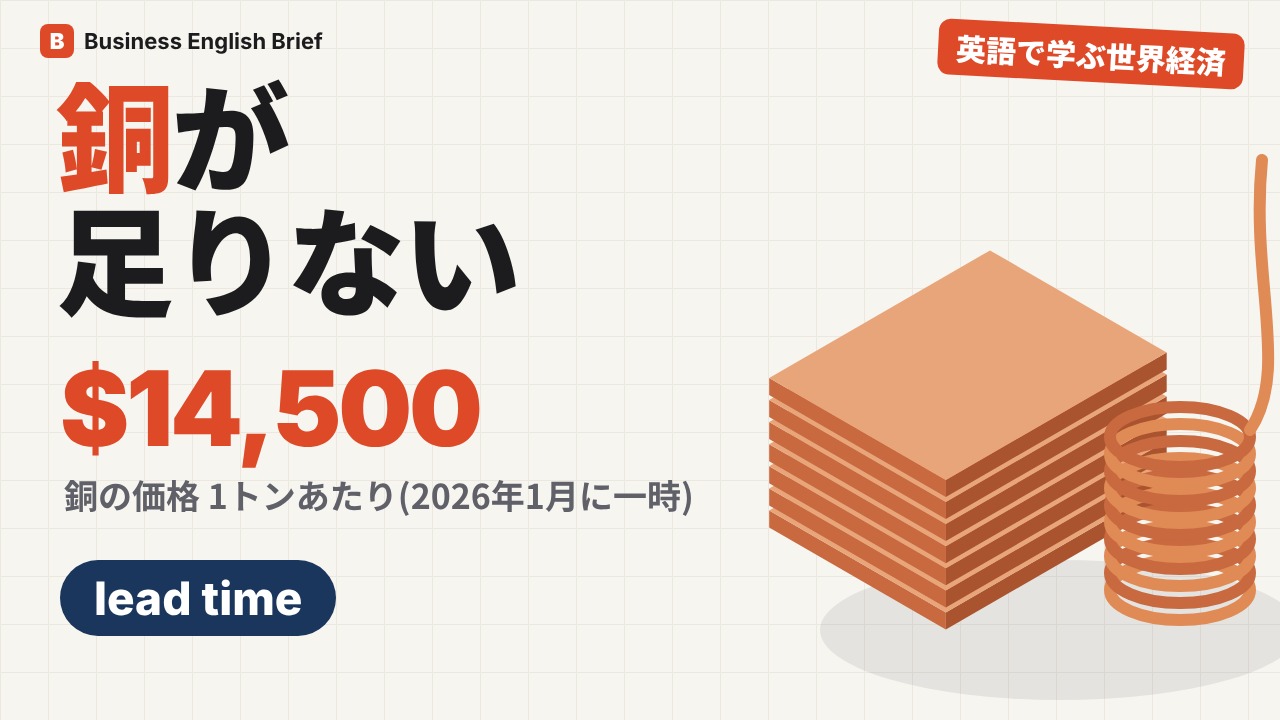 B Business English Brief
英語で学ぶ世界経済
銅が
足りない
$14,500
銅の価格 1トンあたり(2026年1月に一時)
lead time